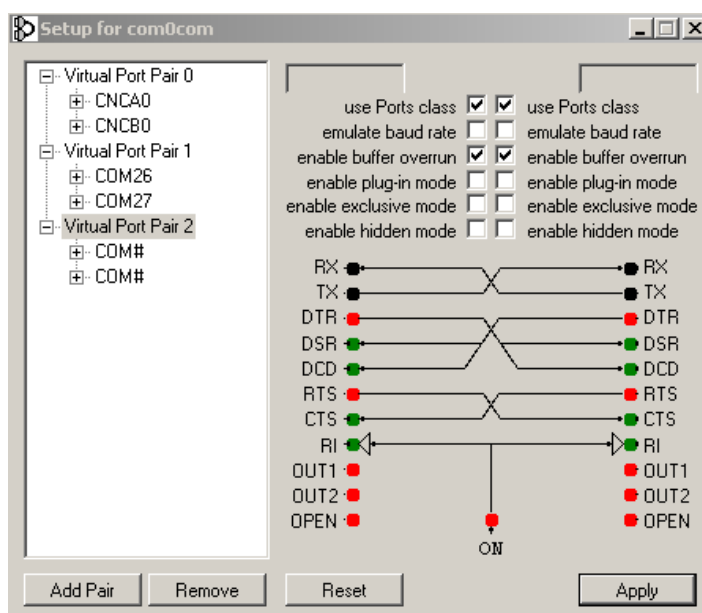 Setup for com0com
Virtual Port Pair 0
CNCA0
CNCB0
Virtual Port Pair 1
COM26
COM27
Virtual Port Pair 2
COM#
COM#
use Ports class use Ports class
emulate baud rate emulate baud rate
enable buffer overrun enable buffer overrun
enable plug-in mode enable plug-in mode
enable exclusive mode enable exclusive mode
enable hidden mode enable hidden mode
RX RX
TX TX
DTR DTR
DSR DSR
DCD DCD
RTS RTS
CTS CTS
RI RI
OUT1 OUT1
OUT2 OUT2
OPEN OPEN
ON
Add Pair Remove Reset Apply